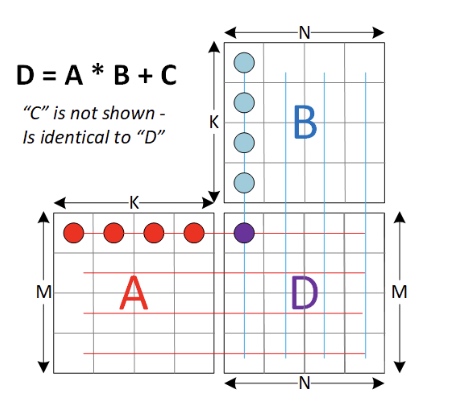 N
D = A * B + C
“C” is not shown -
Is identical to “D”
K
B
K
M
A
D
M
N